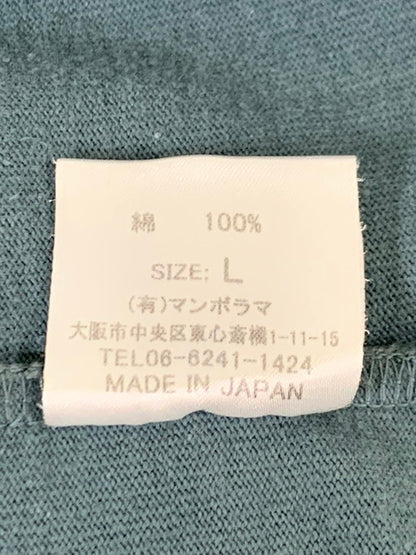 綿 100%
SIZE: L
(有)マンボラマ
大阪市中央区東心斎橋1-11-15
TEL06-6241-1424
MADE IN JAPAN